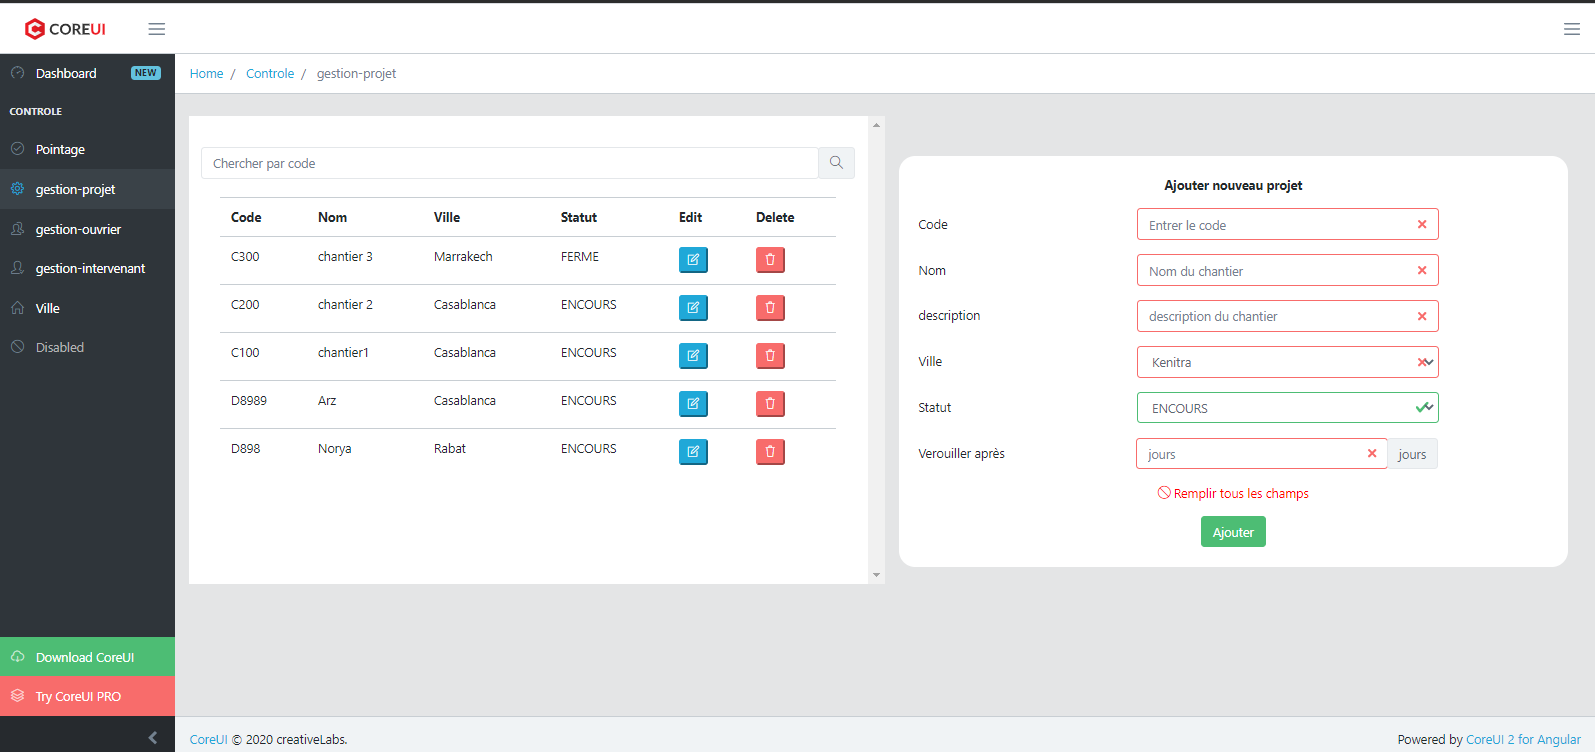 COREUI
Dashboard NEW
CONTROLE
Pointage
gestion-projet
gestion-ouvrier
gestion-intervenant
Ville
Disabled
Download CoreUI
Try CoreUI PRO
Home / Controle / gestion-projet
Chercher par code
Code Nom Ville Statut Edit Delete
C300 chantier 3 Marrakech FERME
C200 chantier 2 Casablanca ENCOURS
C100 chantier1 Casablanca ENCOURS
D8989 Arz Casablanca ENCOURS
D898 Norya Rabat ENCOURS
Ajouter nouveau projet
Code Entrer le code
Nom Nom du chantier
description description du chantier
Ville Kenitra
Statut ENCOURS
Verouiller après jours jours
Remplir tous les champs
Ajouter
CoreUI © 2020 creativeLabs.
Powered by CoreUI 2 for Angular